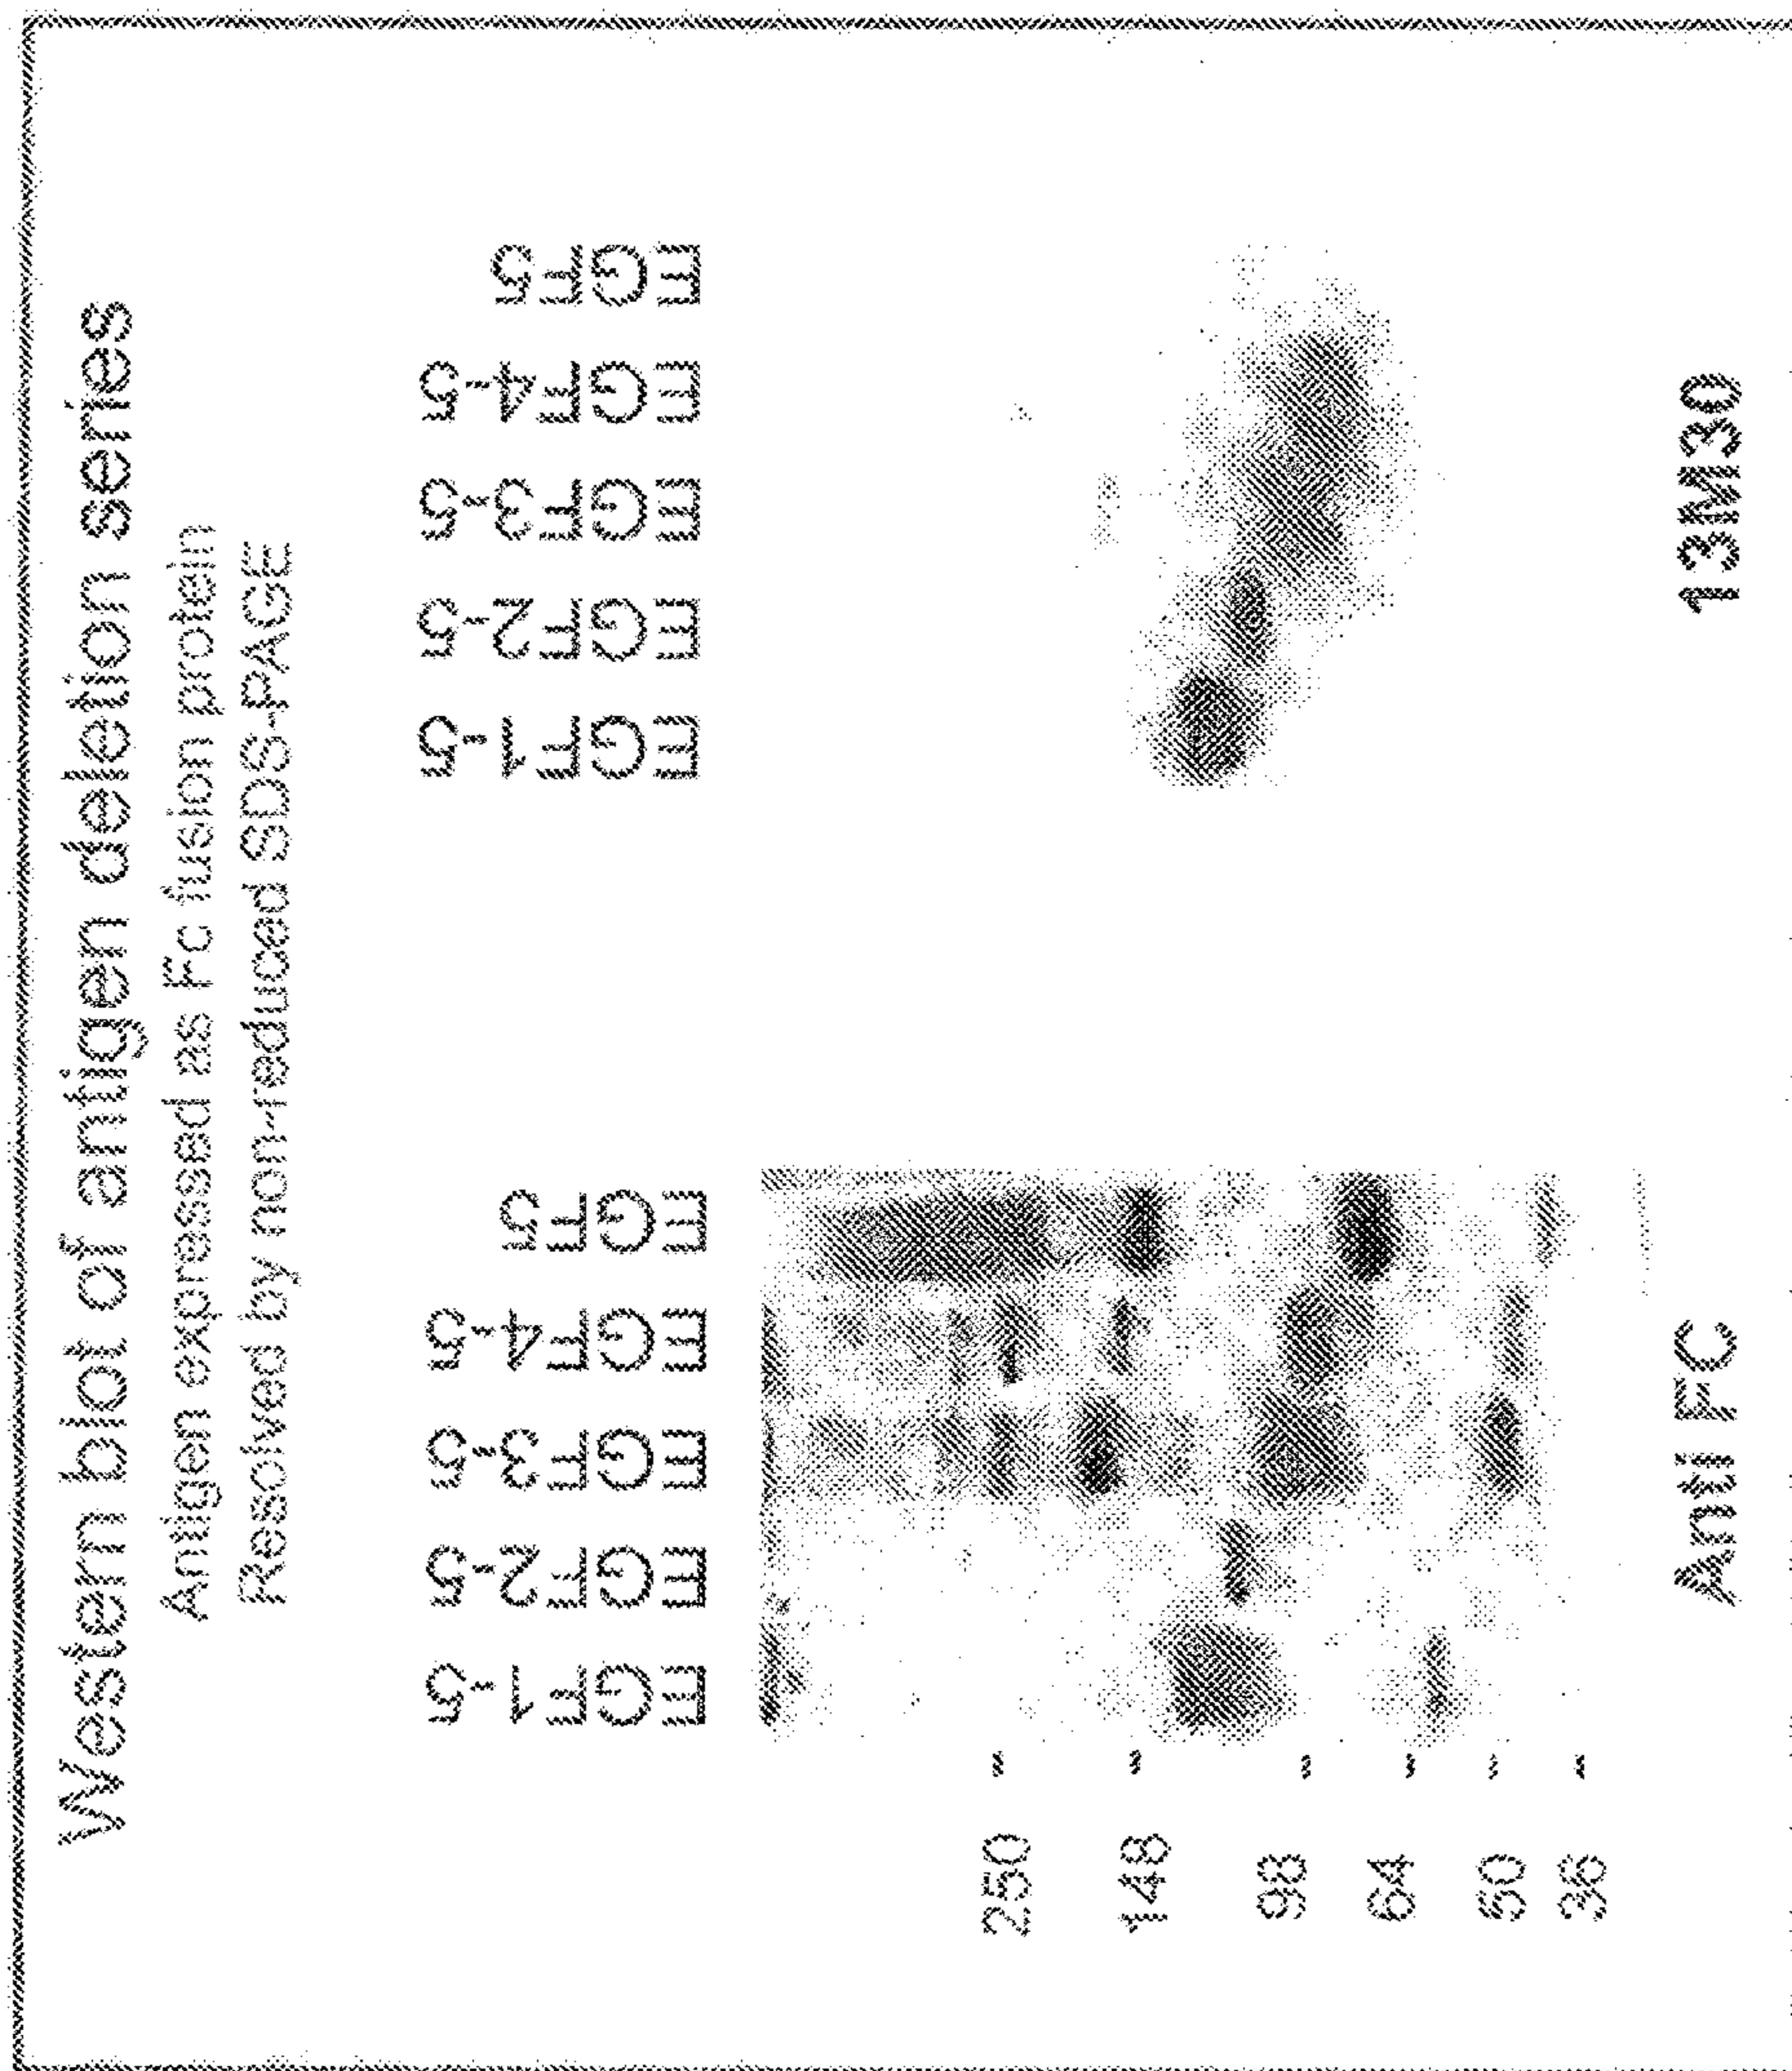 Western blot of antigen deletion series
Antigen expressed as Fc fusion protein
Resolved by non-reduced SDS-PAGE
EGF1-5
EGF2-5
EGF3-5
EGF4-5
EGF5
EGF1-5
EGF2-5
EGF3-5
EGF4-5
EGF5
250
148
98
64
50
36
Anti FC
13M30